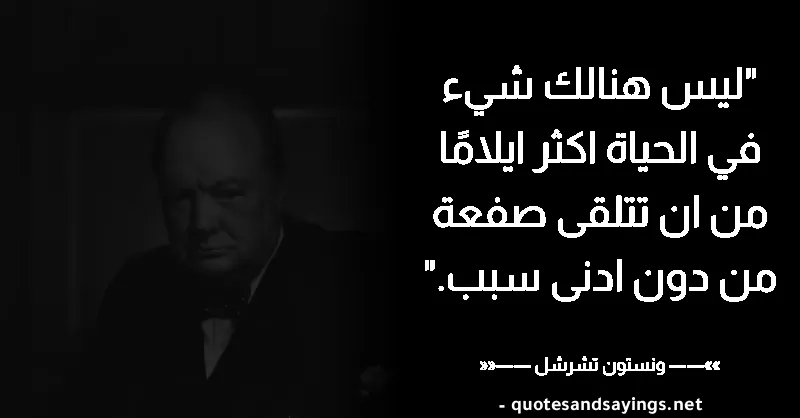 "ليس هنالك شيء
في الحياة اكثر ايلامًا
من ان تتلقى صفعة
من دون ادنى سبب."
»——— ونستون تشرشل ———«
- quotesandsayings.net